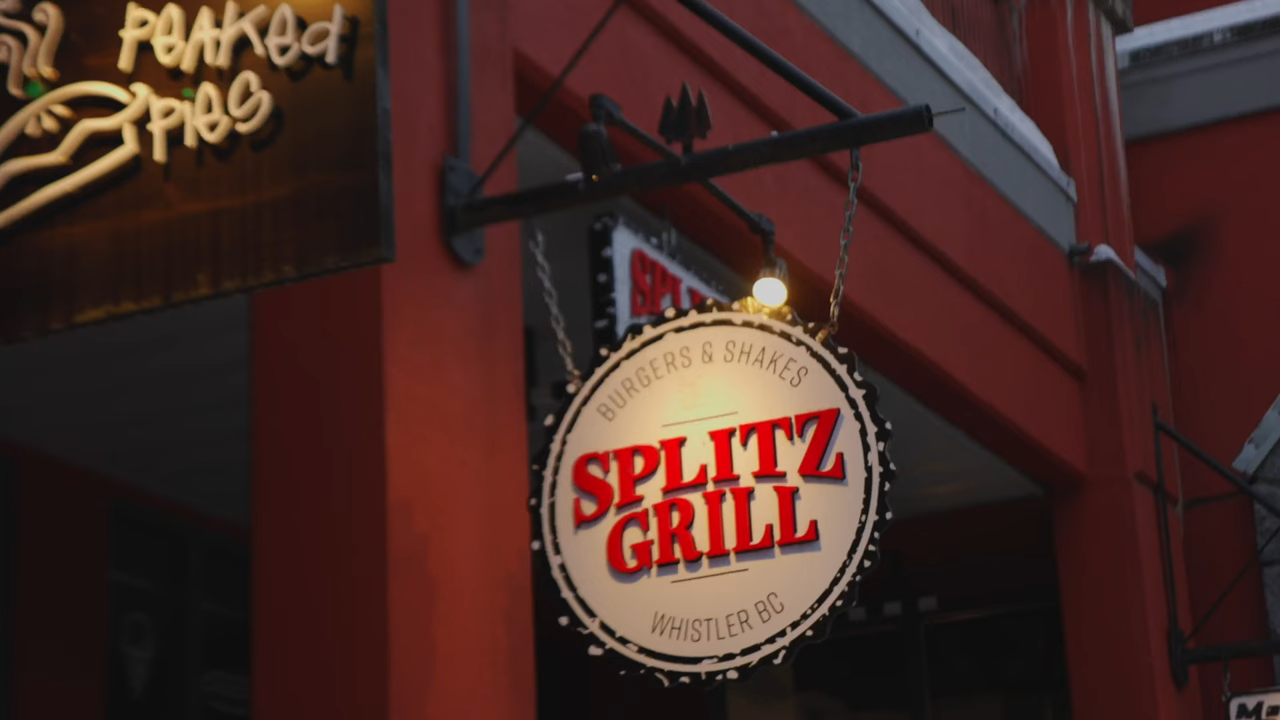 PEAKED
PIES
BURGERS & SHAKES
SPLITZ
GRILL
WHISTLER BC